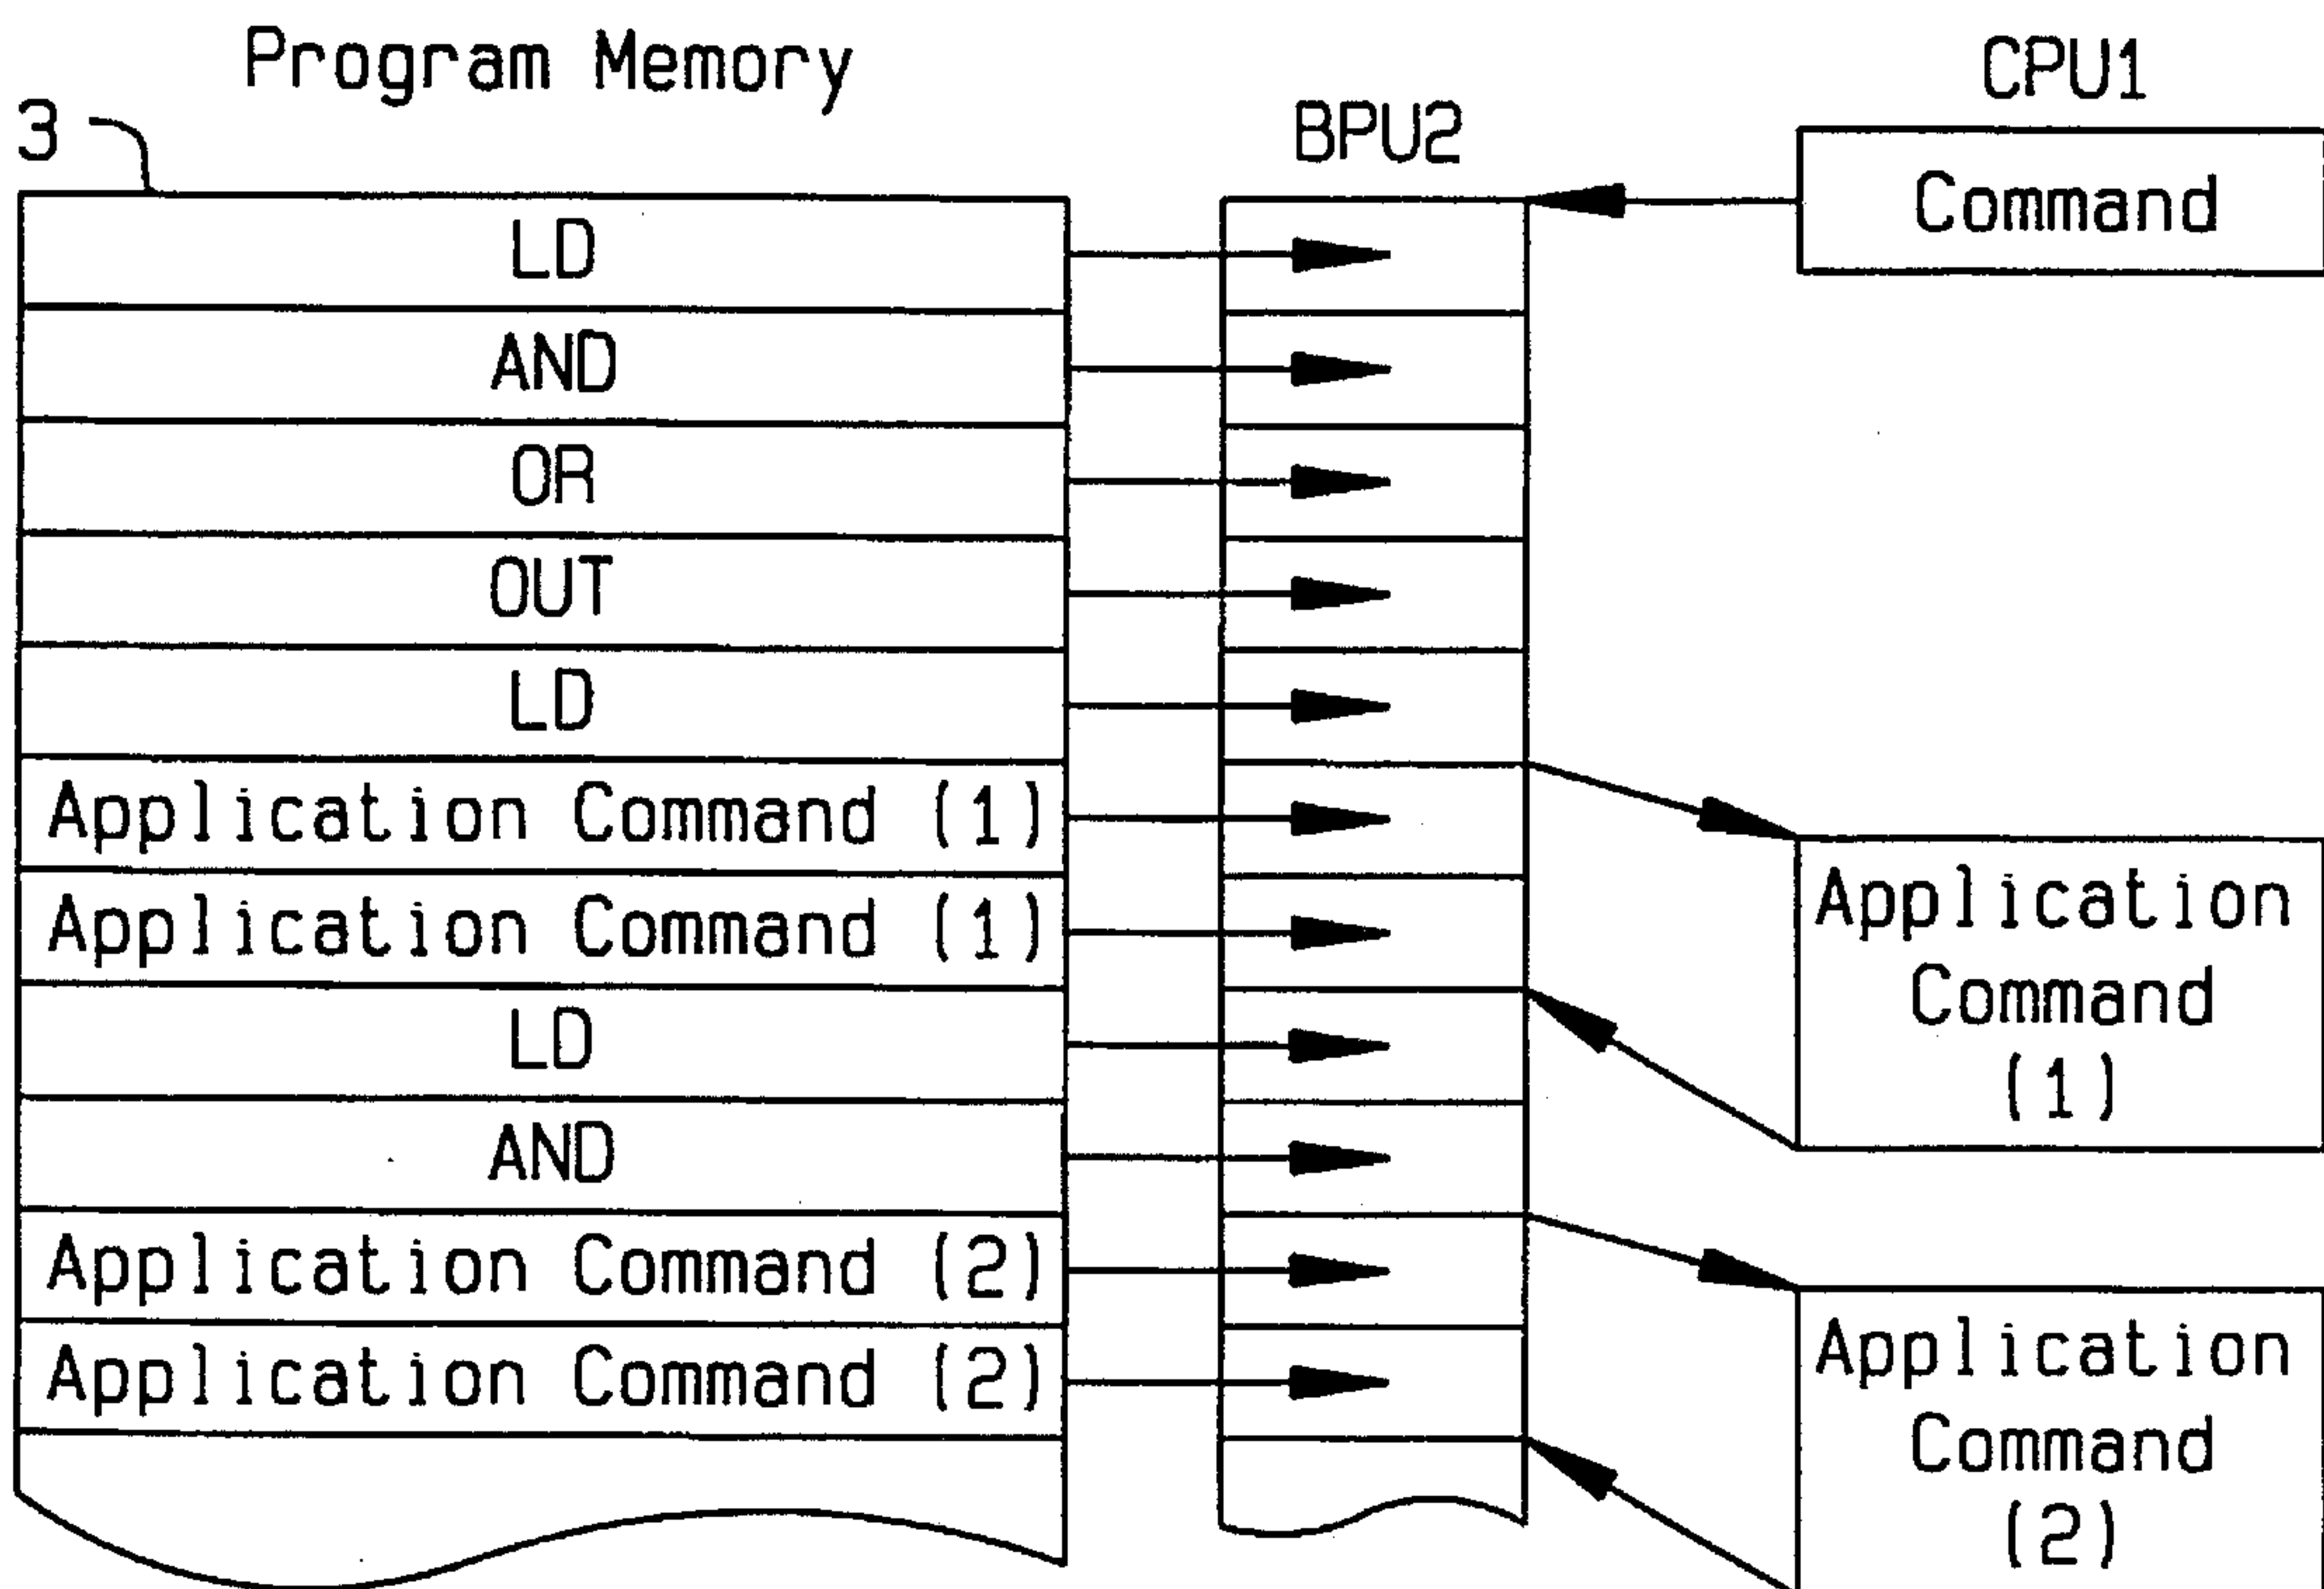 Program Memory
3
LD
AND
OR
OUT
LD
Application Command (1)
Application Command (1)
LD
AND
Application Command (2)
Application Command (2)
BPU2
CPU1
Command
Application
Command
(1)
Application
Command
(2)